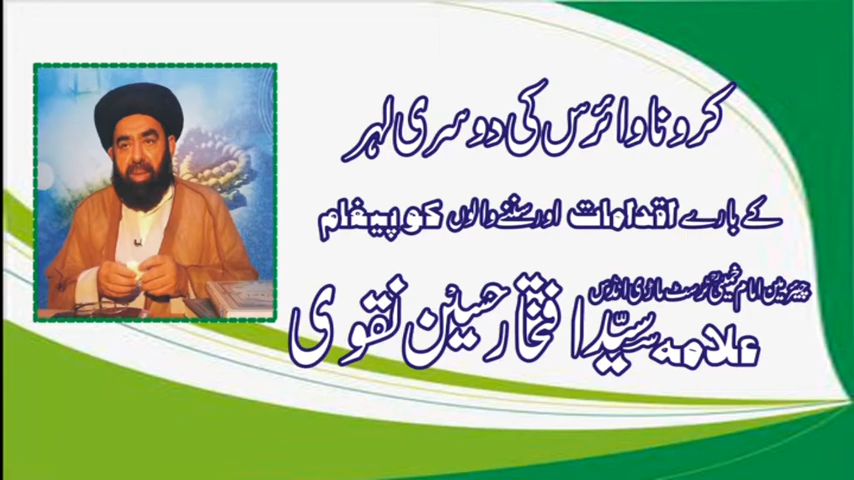 کرونا وائرس کی دوسری لہر
کے بارے اقدامات اور سننے والوں کو پیغام
چیئرمین امام خمینیؒ ٹرسٹ ماڑی انڈس
علامہ سید افتخار حسین نقوی